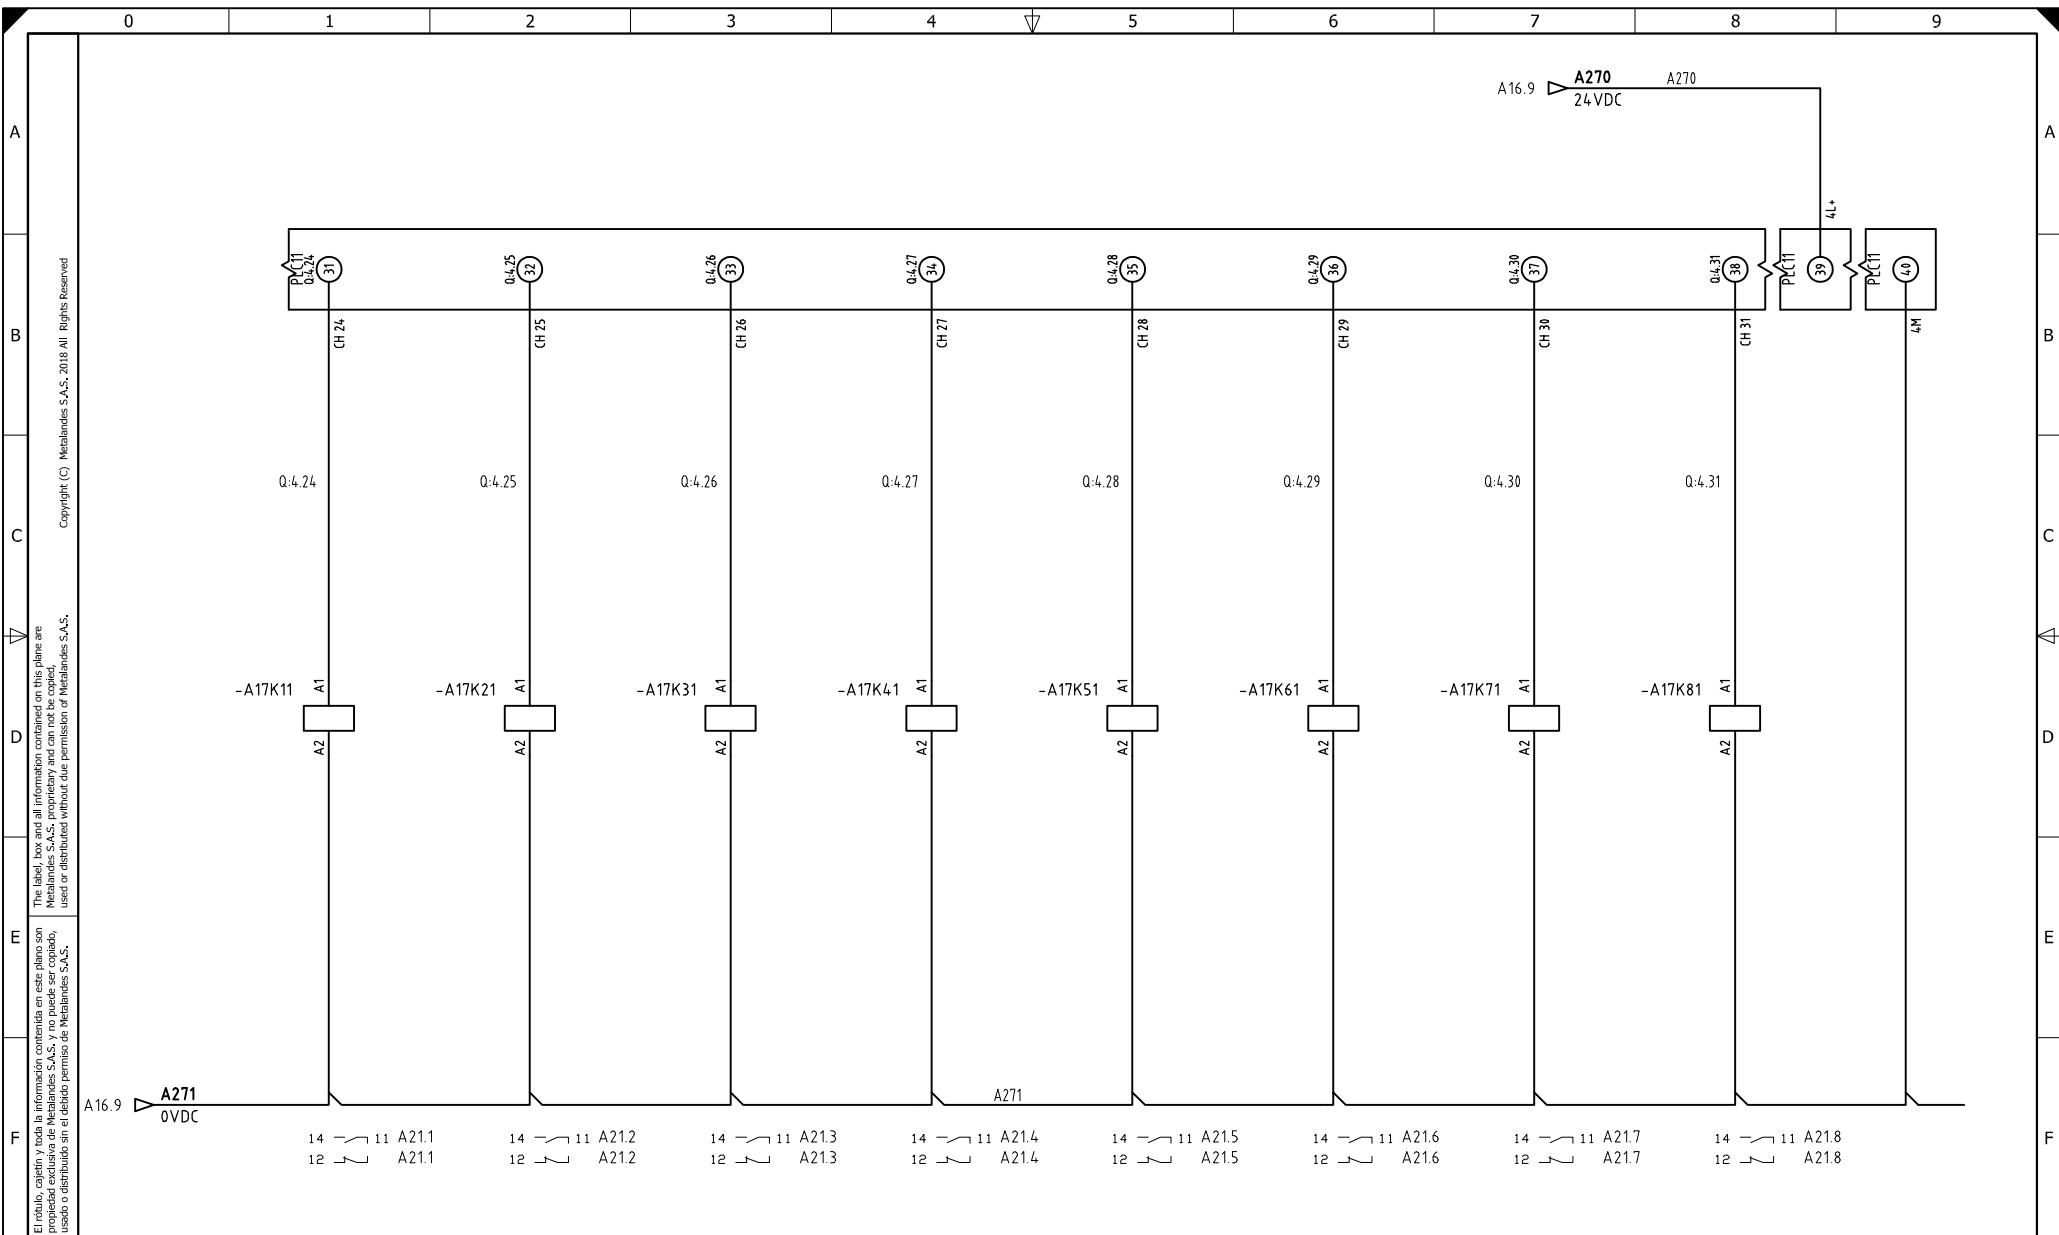 0 1 2 3 4 5 6 7 8 9
A16.9 A270 A270
24VDC
A A
4L+
PLC11 Q:4.24 31 Q:4.25 32 Q:4.26 33 Q:4.27 34 Q:4.28 35 Q:4.29 36 Q:4.30 37 Q:4.31 38 PLC11 39 PLC11 40
B CH 24 CH 25 CH 26 CH 27 CH 28 CH 29 CH 30 CH 31 4M B
Q:4.24 Q:4.25 Q:4.26 Q:4.27 Q:4.28 Q:4.29 Q:4.30 Q:4.31
C C
-A17K11 A1 -A17K21 A1 -A17K31 A1 -A17K41 A1 -A17K51 A1 -A17K61 A1 -A17K71 A1 -A17K81 A1
D A2 A2 A2 A2 A2 A2 A2 A2 D
E E
A16.9 A271 A271
0VDC
F F
14 11 A21.1 14 11 A21.2 14 11 A21.3 14 11 A21.4 14 11 A21.5 14 11 A21.6 14 11 A21.7 14 11 A21.8
12 A21.1 12 A21.2 12 A21.3 12 A21.4 12 A21.5 12 A21.6 12 A21.7 12 A21.8
El rótulo, cajetín y toda la información contenida en este plano son
propiedad exclusiva de Metalandes S.A.S. y no puede ser copiado,
usado o distribuido sin el debido permiso de Metalandes S.A.S.
The label, box and all information contained on this plane are
Metalandes S.A.S. proprietary and can not be copied,
used or distributed without due permission of Metalandes S.A.S.
Copyright (C) Metalandes S.A.S. 2018 All Rights Reserved